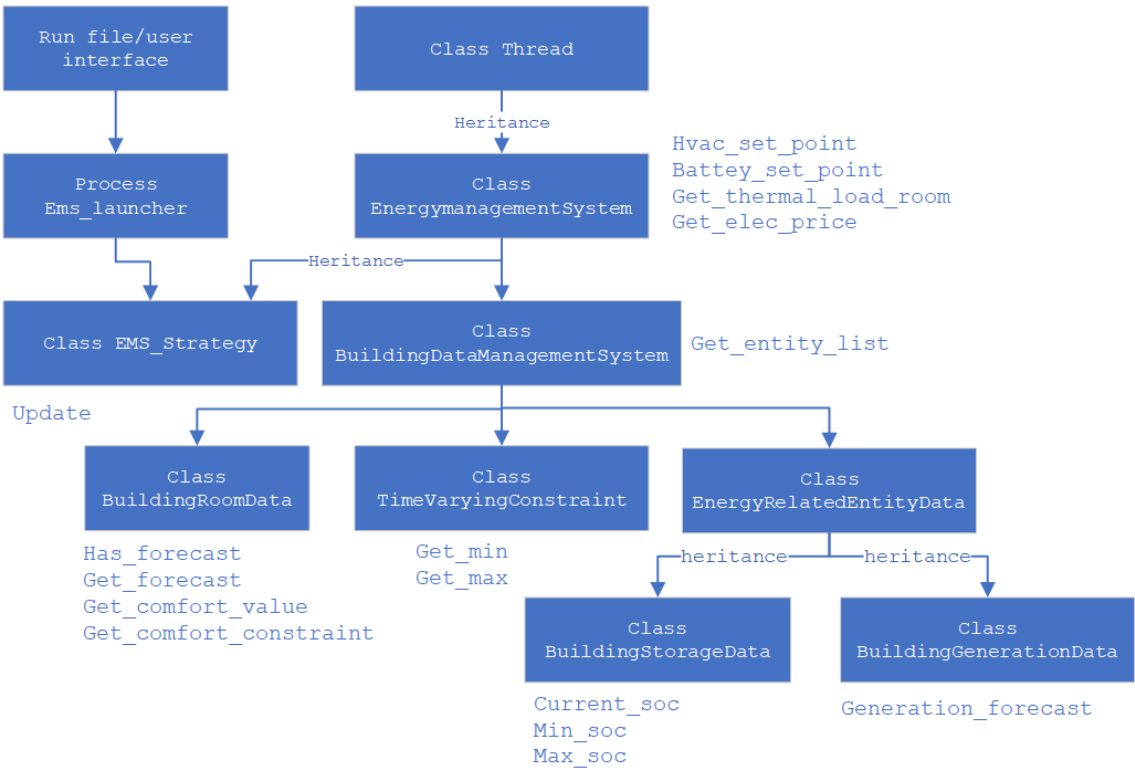 Run file/user
interface
Class Thread
Heritance
Process
Ems_launcher
Class
EnergymanagementSystem
Hvac_set_point
Battey_set_point
Get_thermal_load_room
Get_elec_price
Heritance
Class EMS_Strategy
Class
BuildingDataManagementSystem
Get_entity_list
Update
Class
BuildingRoomData
Class
TimeVaryingConstraint
Class
EnergyRelatedEntityData
Has_forecast
Get_forecast
Get_comfort_value
Get_comfort_constraint
Get_min
Get_max
heritance
heritance
Class
BuildingStorageData
Class
BuildingGenerationData
Current_soc
Min_soc
Max_soc
Generation_forecast